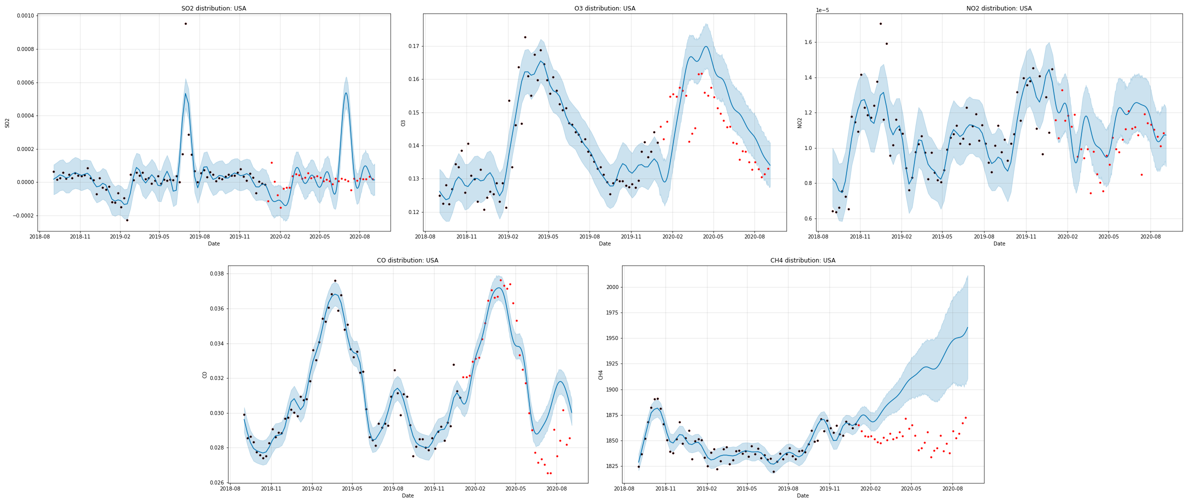 SO2 distribution: USA
0.0010
0.0008
0.0006
0.0004
0.0002
0.0000
−0.0002
SO2
2018-08 2018-11 2019-02 2019-05 2019-08 2019-11 2020-02 2020-05 2020-08
Date
O3 distribution: USA
0.17
0.16
0.15
0.14
0.13
0.12
O3
2018-08 2018-11 2019-02 2019-05 2019-08 2019-11 2020-02 2020-05 2020-08
Date
NO2 distribution: USA
1e−5
1.6
1.4
1.2
1.0
0.8
0.6
NO2
2018-08 2018-11 2019-02 2019-05 2019-08 2019-11 2020-02 2020-05 2020-08
Date
CO distribution: USA
0.038
0.036
0.034
0.032
0.030
0.028
0.026
CO
2018-08 2018-11 2019-02 2019-05 2019-08 2019-11 2020-02 2020-05 2020-08
Date
CH4 distribution: USA
2000
1975
1950
1925
1900
1875
1850
1825
CH4
2018-08 2018-11 2019-02 2019-05 2019-08 2019-11 2020-02 2020-05 2020-08
Date